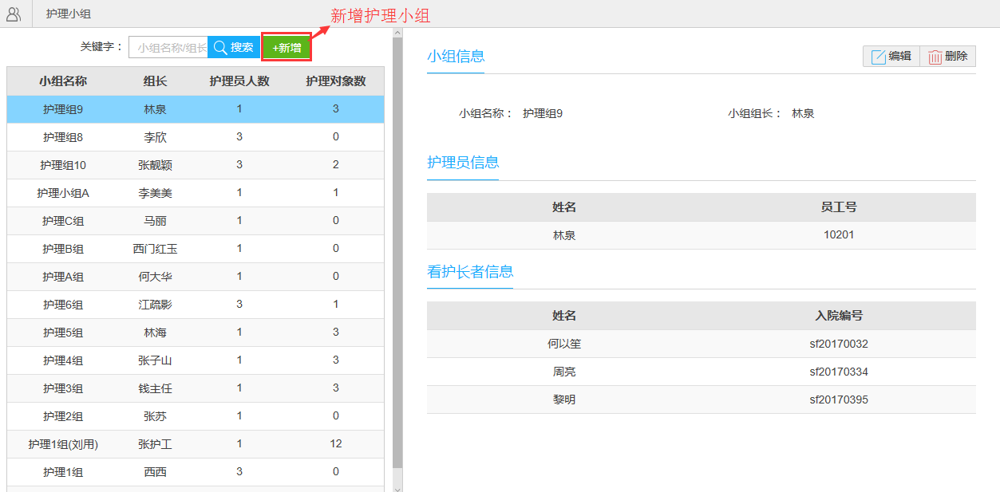 护理小组
新增护理小组
关键字：
小组名称/组长
搜索
+新增
小组名称 组长 护理员人数 护理对象数
护理组9 林泉 1 3
护理组8 李欣 3 0
护理组10 张靓颖 3 2
护理小组A 李美美 1 1
护理C组 马丽 1 0
护理B组 西门红玉 1 0
护理A组 何大华 1 0
护理6组 江疏影 3 1
护理5组 林海 1 3
护理4组 张子山 1 3
护理3组 钱主任 1 3
护理2组 张苏 1 0
护理1组(刘用) 张护工 1 12
护理1组 西西 3 0
小组信息
编辑
删除
小组名称： 护理组9 小组组长： 林泉
护理员信息
姓名 员工号
林泉 10201
看护长者信息
姓名 入院编号
何以笙 sf20170032
周亮 sf20170334
黎明 sf20170395